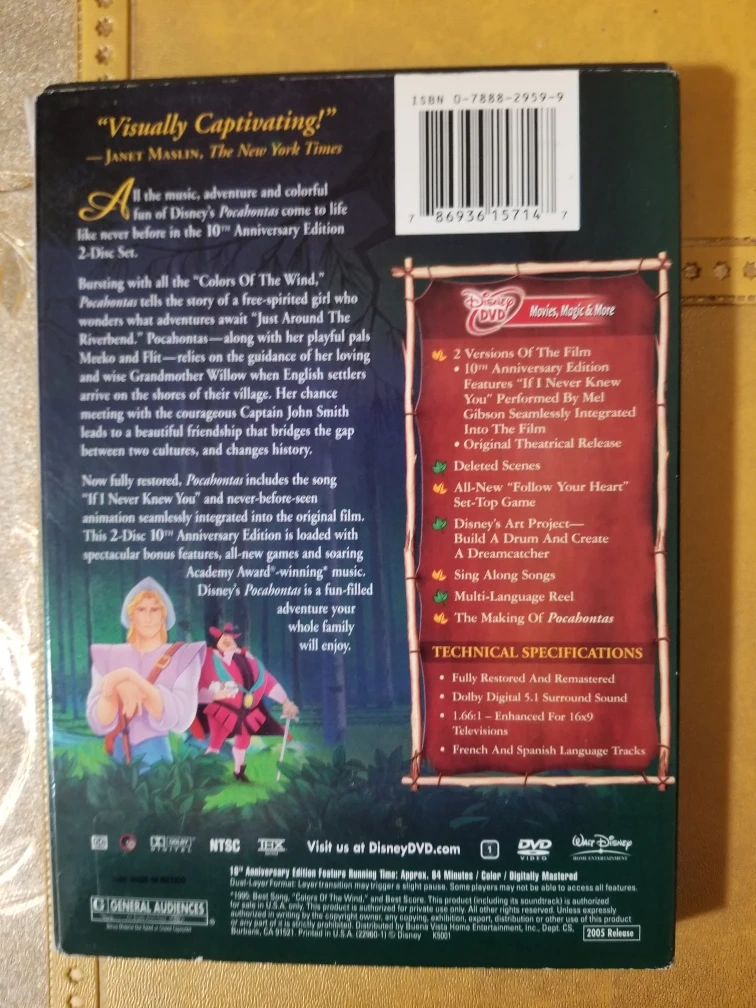 "Visually Captivating!"
—JANET MASLIN, The New York Times
All the music, adventure and colorful
fun of Disney's Pocahontas come to life
like never before in the 10TH Anniversary Edition
2-Disc Set.
Bursting with all the "Colors Of The Wind,"
Pocahontas tells the story of a free-spirited girl who
wonders what adventures await "Just Around The
Riverbend." Pocahontas—along with her playful pals
Meeko and Flit—relies on the guidance of her loving
and wise Grandmother Willow when English settlers
arrive on the shores of their village. Her chance
meeting with the courageous Captain John Smith
leads to a beautiful friendship that bridges the gap
between two cultures, and changes history.
Now fully restored, Pocahontas includes the song
"If I Never Knew You" and never-before-seen
animation seamlessly integrated into the original film.
This 2-Disc 10TH Anniversary Edition is loaded with
spectacular bonus features, all-new games and soaring
Academy Award®-winning* music.
Disney's Pocahontas is a fun-filled
adventure your
whole family
will enjoy.
ISBN 0-7888-2959-9
7 86936 15714 7
Disney DVD Movies, Magic & More
2 Versions Of The Film
• 10TH Anniversary Edition
Features "If I Never Knew
You" Performed By Mel
Gibson Seamlessly Integrated
Into The Film
• Original Theatrical Release
Deleted Scenes
All-New "Follow Your Heart"
Set-Top Game
Disney's Art Project—
Build A Drum And Create
A Dreamcatcher
Sing Along Songs
Multi-Language Reel
The Making Of Pocahontas
TECHNICAL SPECIFICATIONS
• Fully Restored And Remastered
• Dolby Digital 5.1 Surround Sound
• 1.66:1 – Enhanced For 16x9
Televisions
• French And Spanish Language Tracks
DOLBY DIGITAL NTSC THX Visit us at DisneyDVD.com 1 DVD VIDEO WALT DISNEY HOME ENTERTAINMENT
10th Anniversary Edition Feature Running Time: Approx. 84 Minutes / Color / Digitally Mastered
Dual-Layer Format: Layer transition may trigger a slight pause. Some players may not be able to access all features.
*1995: Best Song, "Colors Of The Wind," and Best Score. This product (including its soundtrack) is authorized
for sale in U.S.A. only. This product is authorized for private use only. All other rights reserved. Unless expressly
authorized in writing by the copyright owner, any copying, exhibition, export, distribution or other use of this product
or any part of it is strictly prohibited. Distributed by Buena Vista Home Entertainment, Inc., Dept. CS,
Burbank, CA 91521. Printed in U.S.A. (22960-1) © Disney K5001
2005 Release
G GENERAL AUDIENCES